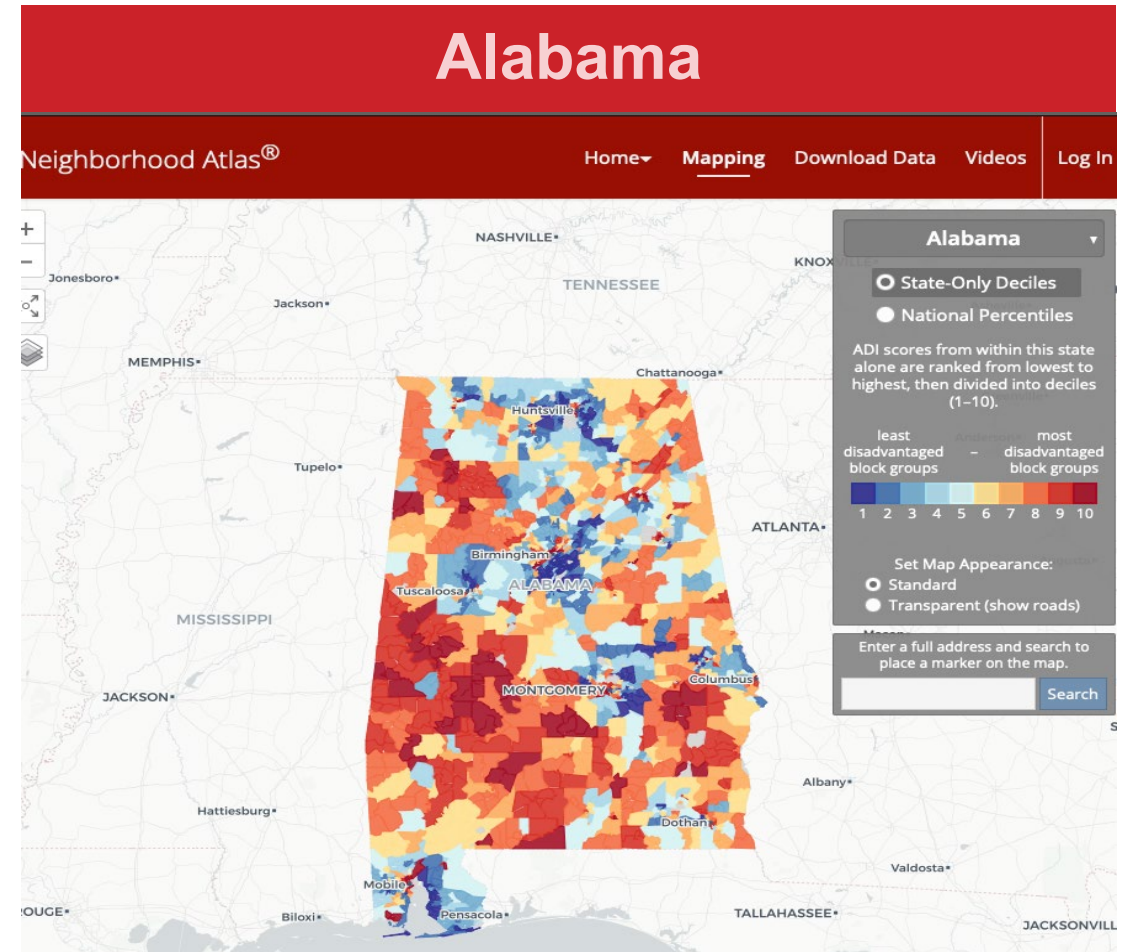 Alabama
Neighborhood Atlas®
Home Mapping Download Data Videos Log In
+
−
NASHVILLE
Jonesboro
TENNESSEE
Jackson
MEMPHIS
Chattanooga
Huntsville
Tupelo
ATLANTA
Birmingham
ALABAMA
Tuscaloosa
MISSISSIPPI
Columbus
MONTGOMERY
JACKSON
Albany
Hattiesburg
Dothan
Valdosta
Mobile
Biloxi
Pensacola
OUGE
TALLAHASSEE
JACKSONVILL
KNOX
Alabama
State-Only Deciles
National Percentiles
ADI scores from within this state
alone are ranked from lowest to
highest, then divided into deciles
(1–10).
least most
disadvantaged – disadvantaged
block groups block groups
1 2 3 4 5 6 7 8 9 10
Set Map Appearance:
Standard
Transparent (show roads)
Enter a full address and search to
place a marker on the map.
Search